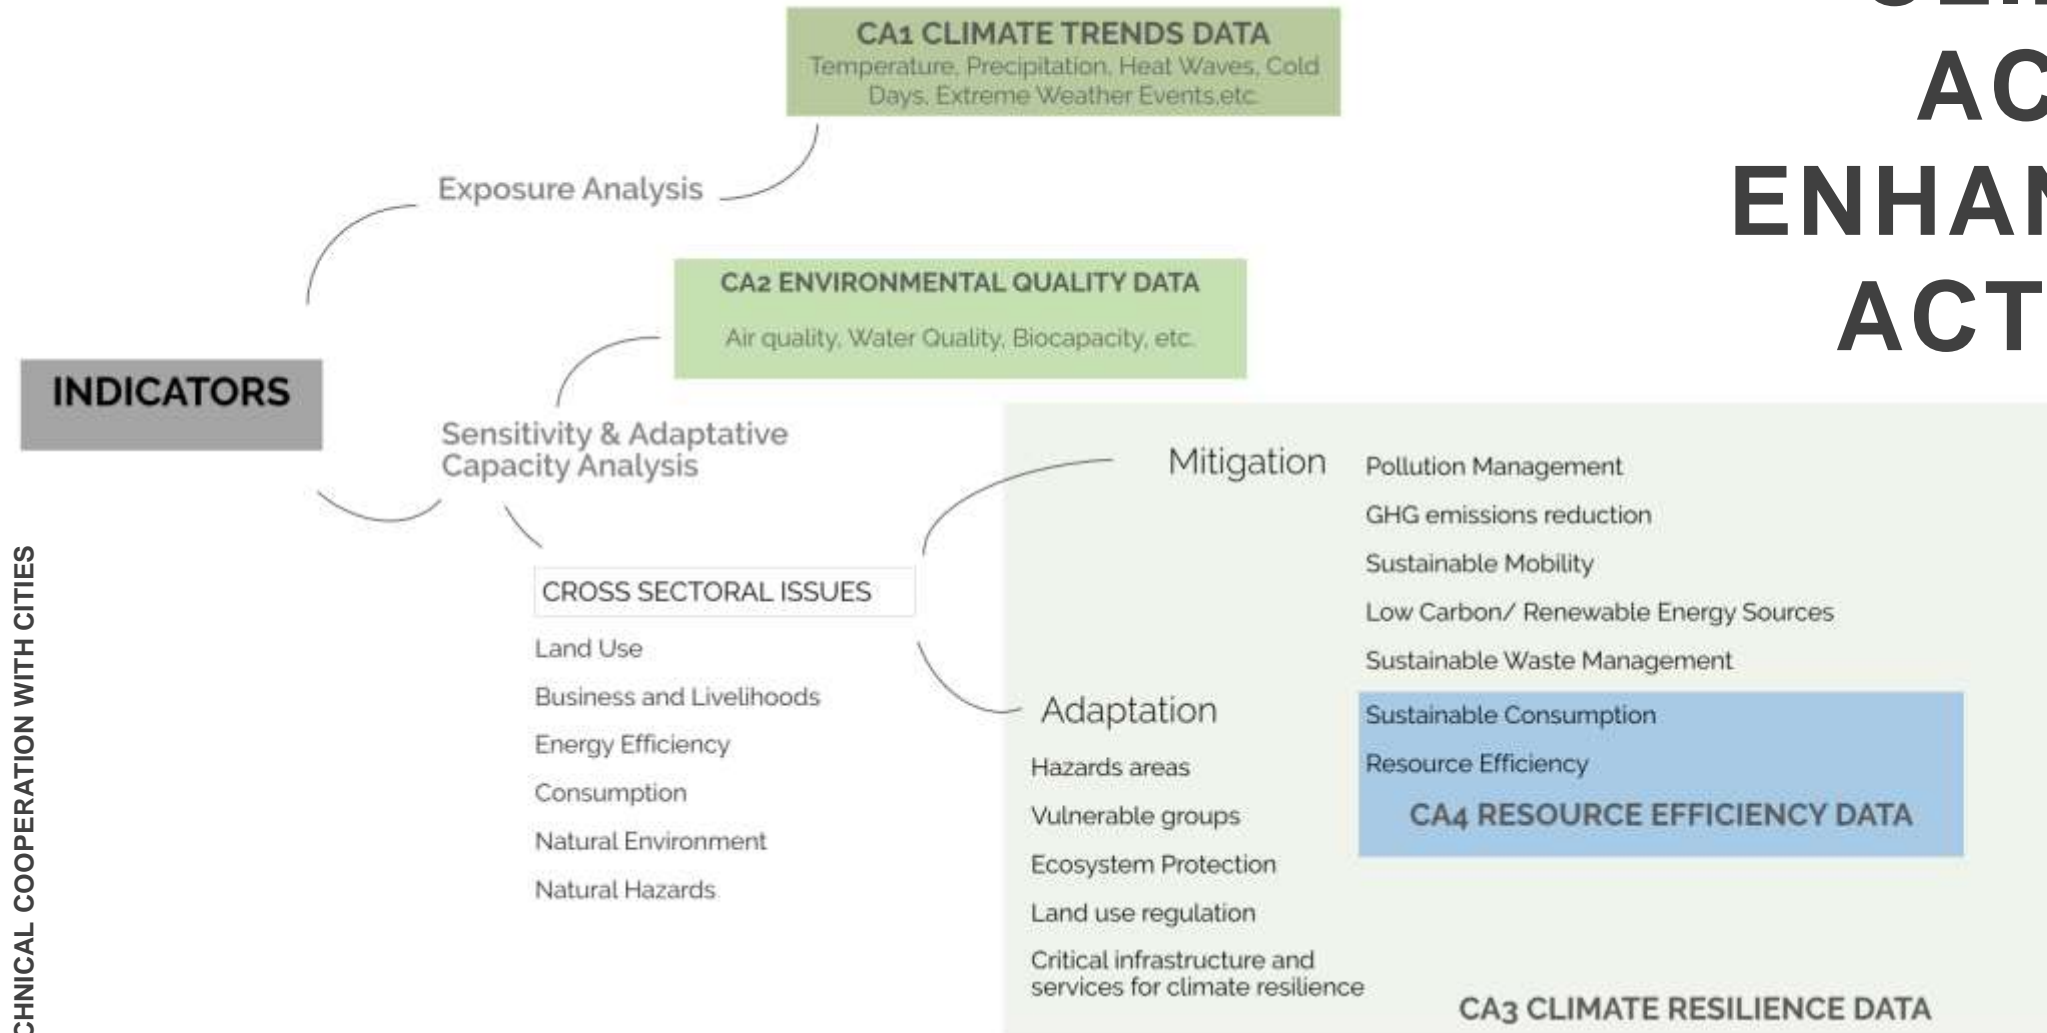 CA1 CLIMATE TRENDS DATA
Temperature, Precipitation, Heat Waves, Cold
Days, Extreme Weather Events,etc.
Exposure Analysis
CA2 ENVIRONMENTAL QUALITY DATA
Air quality, Water Quality, Biocapacity, etc.
INDICATORS
Sensitivity & Adaptative
Capacity Analysis
CROSS SECTORAL ISSUES
Land Use
Business and Livelihoods
Energy Efficiency
Consumption
Natural Environment
Natural Hazards
Mitigation
Pollution Management
GHG emissions reduction
Sustainable Mobility
Low Carbon/ Renewable Energy Sources
Sustainable Waste Management
Sustainable Consumption
Resource Efficiency
CA4 RESOURCE EFFICIENCY DATA
Adaptation
Hazards areas
Vulnerable groups
Ecosystem Protection
Land use regulation
Critical infrastructure and
services for climate resilience
CA3 CLIMATE RESILIENCE DATA
AC
ENHAN
ACT
CHNICAL COOPERATION WITH CITIES